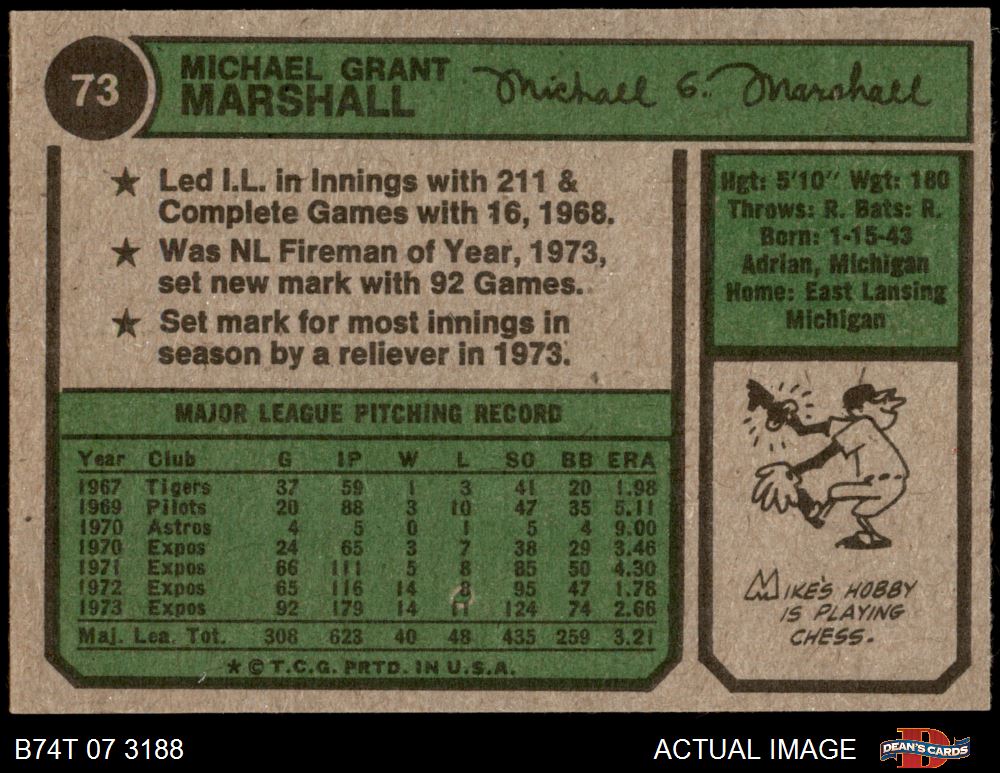 73
MICHAEL GRANT
MARSHALL
Michael G. Marshall
★ Led I.L. in Innings with 211 &
Complete Games with 16, 1968.
★ Was NL Fireman of Year, 1973,
set new mark with 92 Games.
★ Set mark for most innings in
season by a reliever in 1973.
MAJOR LEAGUE PITCHING RECORD
Year Club G IP W L SO BB ERA
1967 Tigers 37 59 1 3 41 20 1.98
1969 Pilots 20 88 3 10 47 35 5.11
1970 Astros 4 5 0 1 5 4 9.00
1970 Expos 24 65 3 7 38 29 3.46
1971 Expos 66 111 5 8 85 50 4.30
1972 Expos 65 116 14 8 95 47 1.78
1973 Expos 92 179 14 11 124 74 2.66
Maj. Lea. Tot. 308 623 40 48 435 259 3.21
★ © T.C.G. PRTD. IN U.S.A.
Hgt: 5'10" Wgt: 180
Throws: R. Bats: R.
Born: 1-15-43
Adrian, Michigan
Home: East Lansing
Michigan
MIKE'S HOBBY
IS PLAYING
CHESS.
B74T 07 3188
ACTUAL IMAGE
DEAN'S CARDS